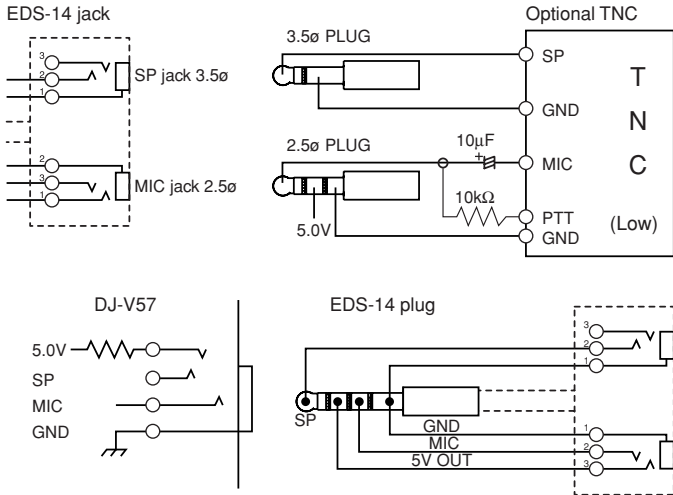 EDS-14 jack
3
2
1
SP jack 3.5ø
2
3
1
MIC jack 2.5ø
3.5ø PLUG
2.5ø PLUG
5.0V
10µF
+
10kΩ
Optional TNC
SP
GND
MIC
PTT
GND
T
N
C
(Low)
DJ-V57
5.0V
SP
MIC
GND
EDS-14 plug
SP
GND
MIC
5V OUT
3
2
1
1
2
3